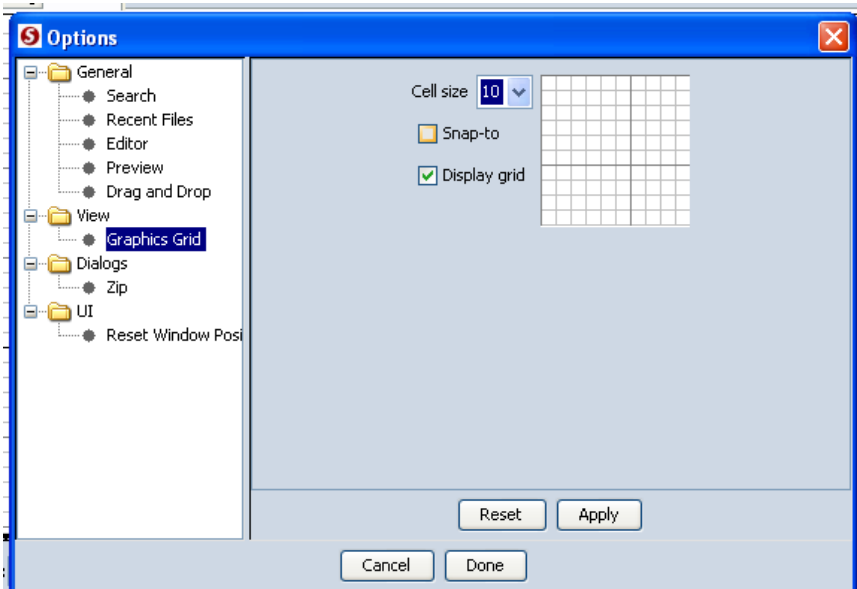 Options
General
Search
Recent Files
Editor
Preview
Drag and Drop
View
Graphics Grid
Dialogs
Zip
UI
Reset Window Posi
Cell size 10
Snap-to
Display grid
Reset Apply
Cancel Done